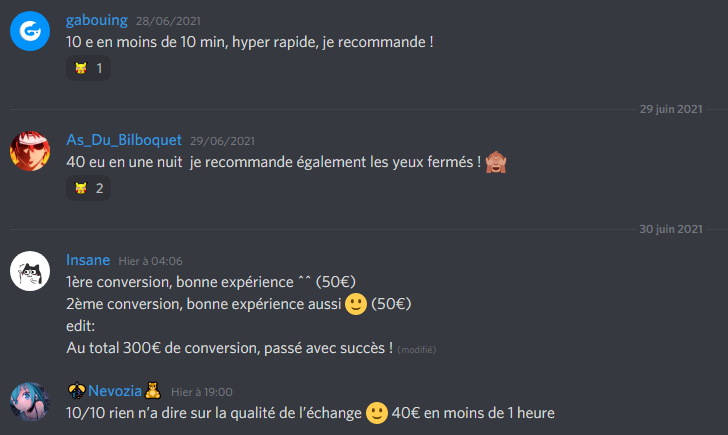 gabouing 28/06/2021
10 e en moins de 10 min, hyper rapide, je recommande !
1
29 juin 2021
As_Du_Bilboquet 29/06/2021
40 eu en une nuit je recommande également les yeux fermés ! 🙈
2
30 juin 2021
Insane Hier à 04:06
1ère conversion, bonne expérience ^^ (50€)
2ème conversion, bonne expérience aussi 🙂 (50€)
edit:
Au total 300€ de conversion, passé avec succès ! (modifié)
Nevozia Hier à 19:00
10/10 rien n’a dire sur la qualité de l’échange 🙂 40€ en moins de 1 heure